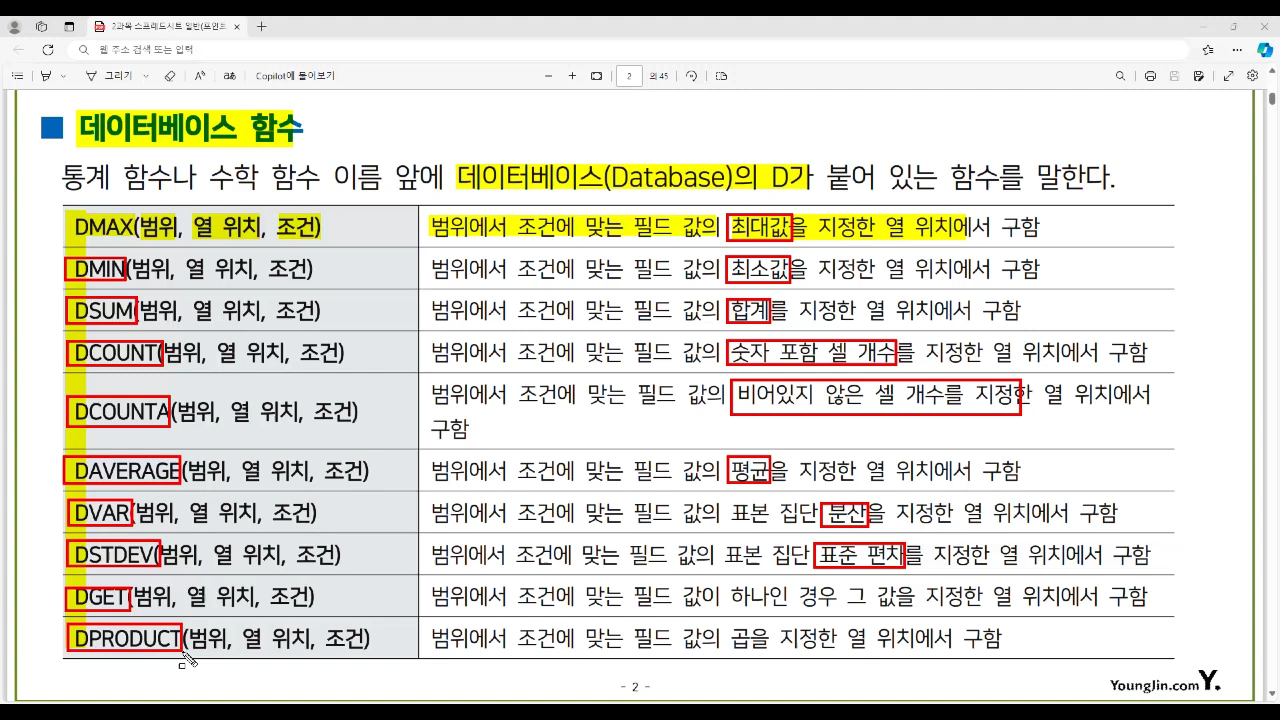 2과목 스프레드시트 일반(포인트
웹 주소 검색 또는 입력
그리기
Copilot에 물어보기
2
의 45
데이터베이스 함수
통계 함수나 수학 함수 이름 앞에 데이터베이스(Database)의 D가 붙어 있는 함수를 말한다.
DMAX(범위, 열 위치, 조건) 범위에서 조건에 맞는 필드 값의 최대값을 지정한 열 위치에서 구함
DMIN(범위, 열 위치, 조건) 범위에서 조건에 맞는 필드 값의 최소값을 지정한 열 위치에서 구함
DSUM(범위, 열 위치, 조건) 범위에서 조건에 맞는 필드 값의 합계를 지정한 열 위치에서 구함
DCOUNT(범위, 열 위치, 조건) 범위에서 조건에 맞는 필드 값의 숫자 포함 셀 개수를 지정한 열 위치에서 구함
DCOUNTA(범위, 열 위치, 조건) 범위에서 조건에 맞는 필드 값의 비어있지 않은 셀 개수를 지정한 열 위치에서
구함
DAVERAGE(범위, 열 위치, 조건) 범위에서 조건에 맞는 필드 값의 평균을 지정한 열 위치에서 구함
DVAR(범위, 열 위치, 조건) 범위에서 조건에 맞는 필드 값의 표본 집단 분산을 지정한 열 위치에서 구함
DSTDEV(범위, 열 위치, 조건) 범위에서 조건에 맞는 필드 값의 표본 집단 표준 편차를 지정한 열 위치에서 구함
DGET(범위, 열 위치, 조건) 범위에서 조건에 맞는 필드 값이 하나인 경우 그 값을 지정한 열 위치에서 구함
DPRODUCT(범위, 열 위치, 조건) 범위에서 조건에 맞는 필드 값의 곱을 지정한 열 위치에서 구함
- 2 -
YoungJin.com Y.